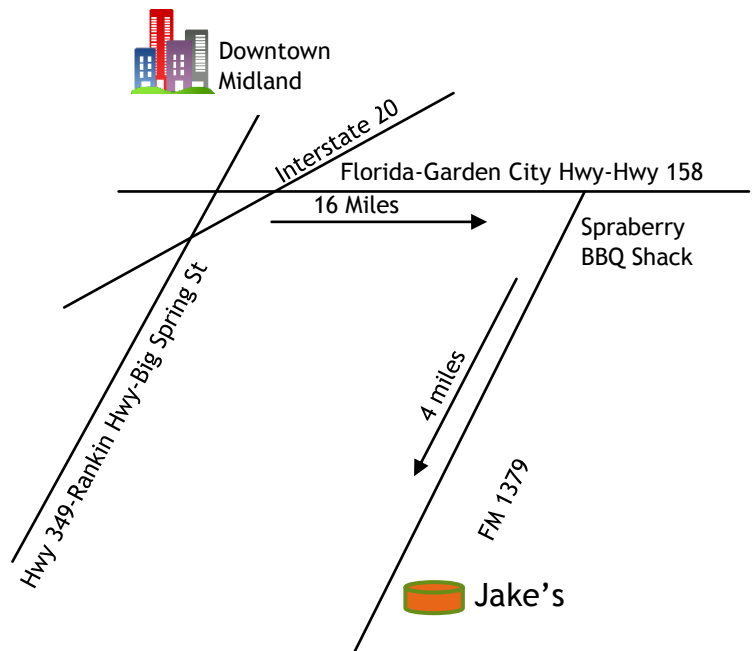 Downtown
Midland
Interstate 20
Florida-Garden City Hwy-Hwy 158
16 Miles
Spraberry
BBQ Shack
Hwy 349-Rankin Hwy-Big Spring St
4 miles
FM 1379
Jake’s